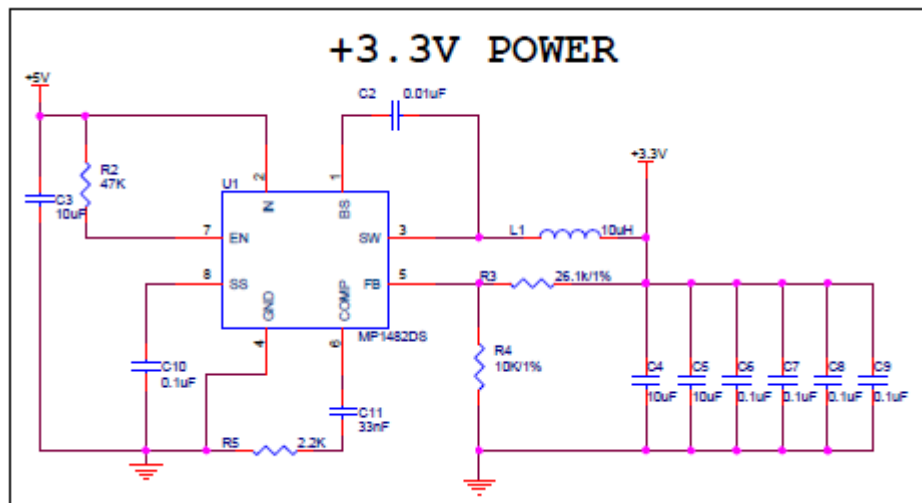 +3.3V POWER
+5V
C2
0.01uF
R2
47K
U1
2
1
+3.3V
C3
10uF
IN
BS
7
EN
SW
3
L1
10uH
8
SS
FB
5
R3
26.1k/1%
GND
COMP
MP1482DS
4
6
C10
0.1uF
R4
10K/1%
C4
10uF
C5
10uF
C6
0.1uF
C7
0.1uF
C8
0.1uF
C9
0.1uF
C11
33nF
R5
2.2K